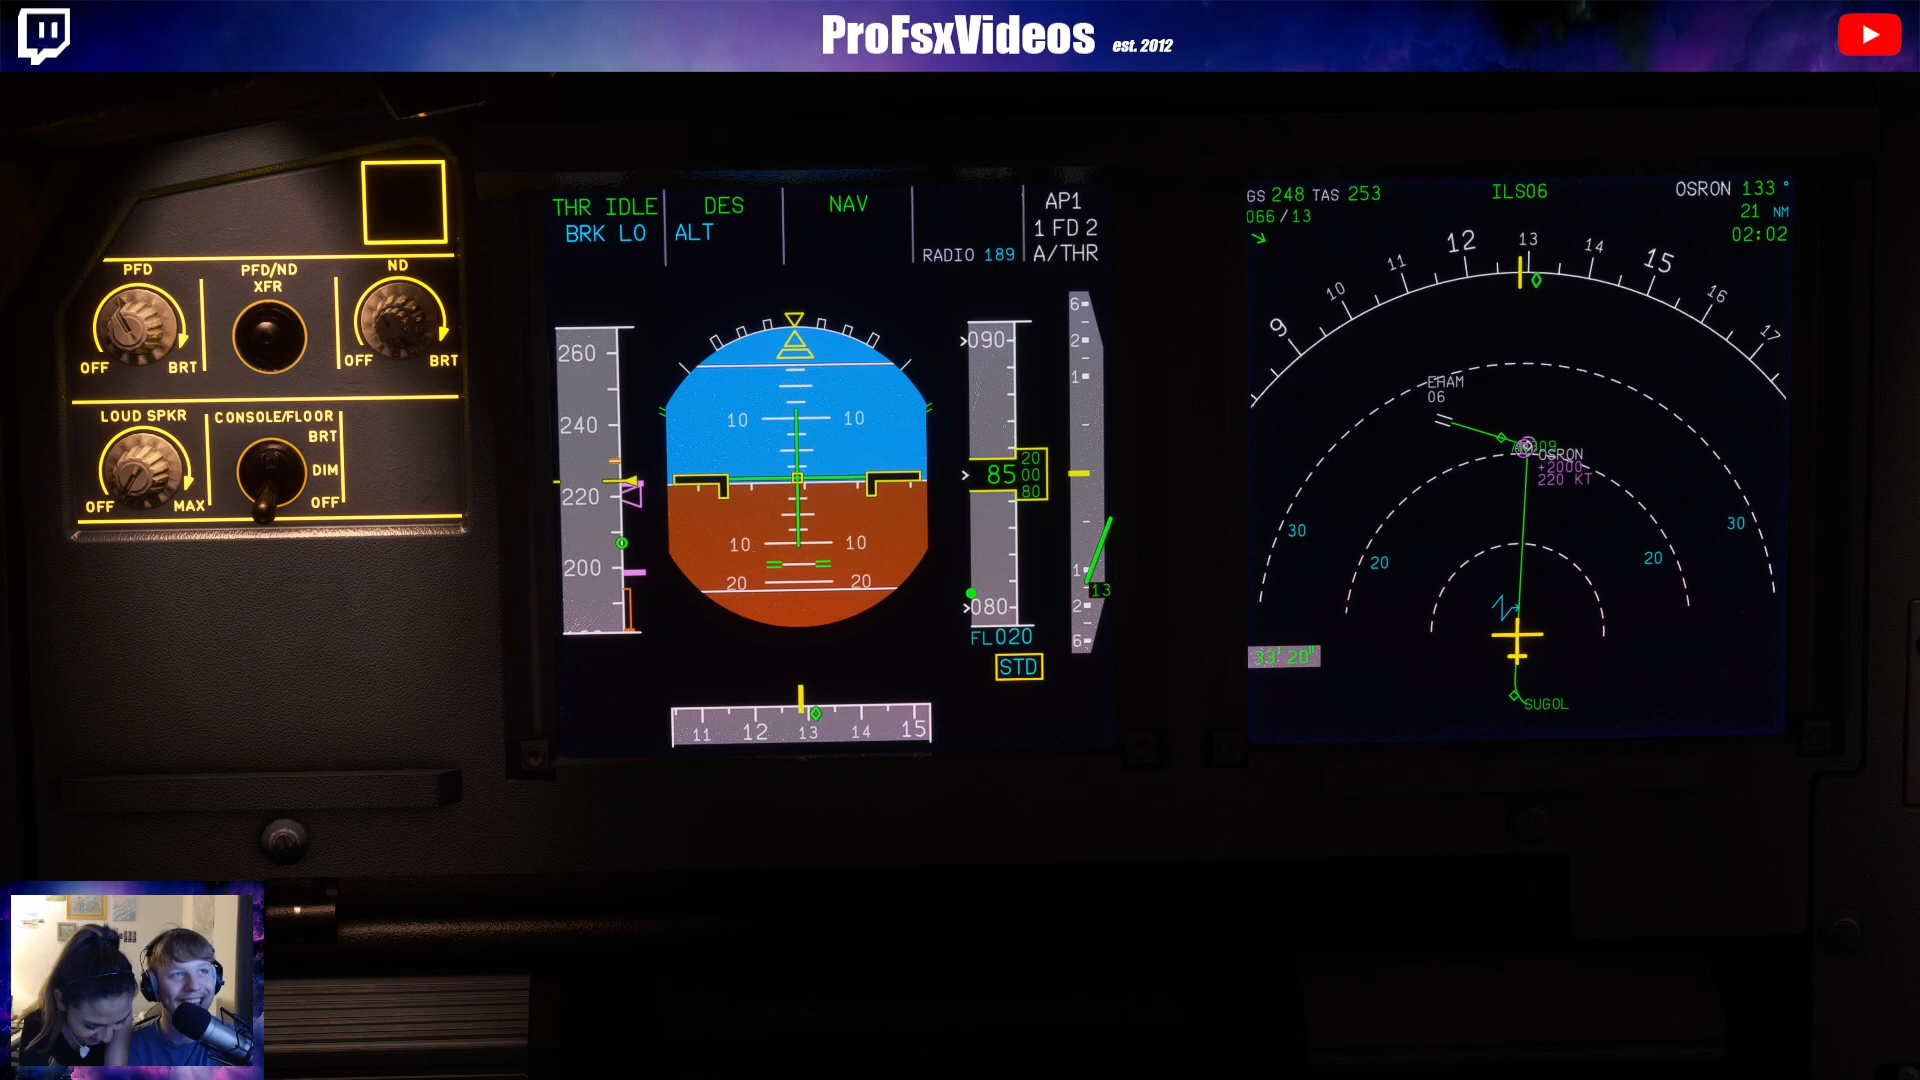 ProFsxVideos est. 2012
PFD
PFD/ND
XFR
ND
OFF
BRT
OFF
BRT
LOUD SPKR
CONSOLE/FLOOR
BRT
DIM
OFF
OFF
MAX
THR IDLE
DES
NAV
AP1
BRK LO
ALT
1 FD 2
RADIO 189
A/THR
260
240
220
200
10 10
10 10
20 20
090
85
20
00
80
080
FL020
STD
6
2
1
1
13
2
6
11 12 13 14 15
GS 248 TAS 253
066/13
ILS06
OSRON 133°
21 NM
02:02
9 10 11 12 13 14 15 16 17
EHAM
06
OSRON
+2000
220 KT
30 30
20 20
33' 20"
SUGOL